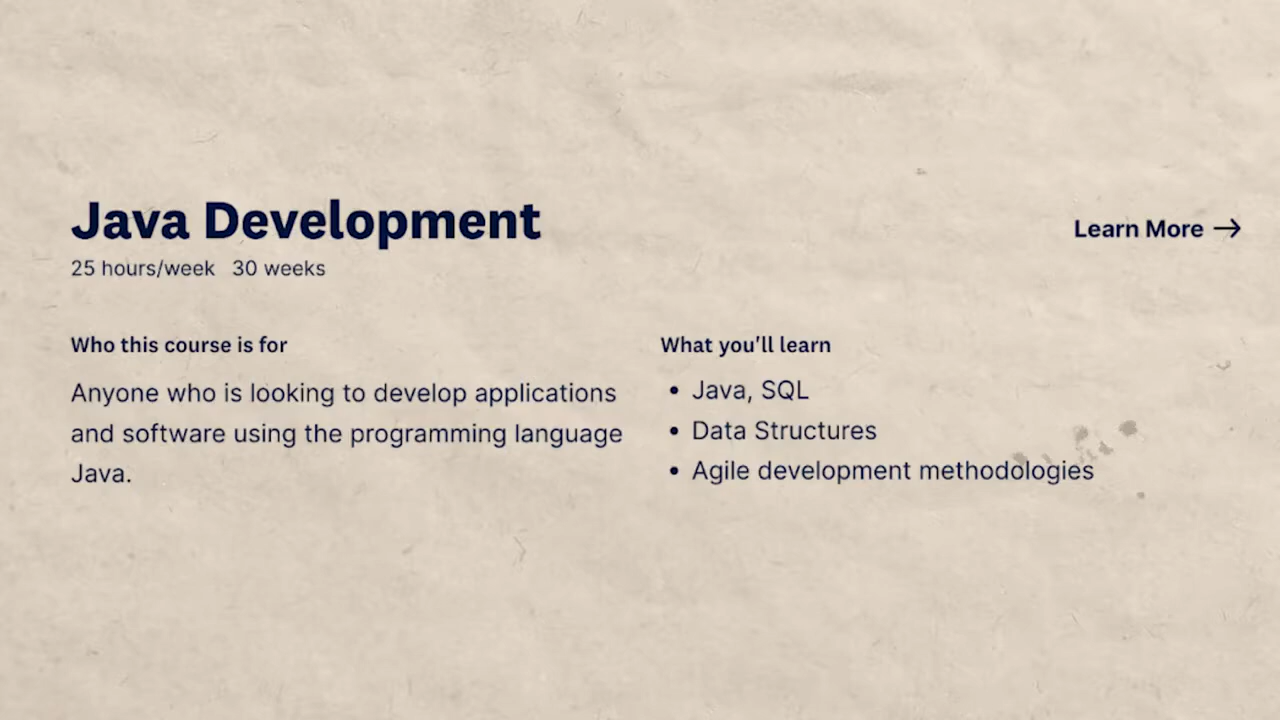 Java Development
Learn More →
25 hours/week 30 weeks
Who this course is for
Anyone who is looking to develop applications
and software using the programming language
Java.
What you'll learn
• Java, SQL
• Data Structures
• Agile development methodologies